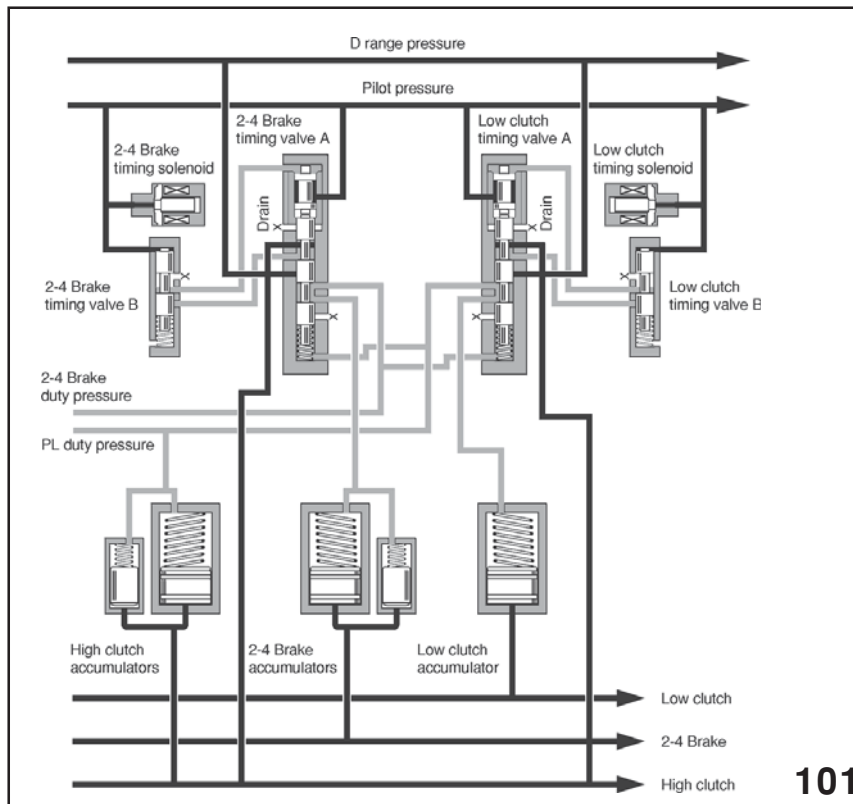 D range pressure
Pilot pressure
2-4 Brake
timing valve A
Low clutch
timing valve A
2-4 Brake
timing solenoid
Low clutch
timing solenoid
Drain
Drain
2-4 Brake
timing valve B
Low clutch
timing valve B
2-4 Brake
duty pressure
PL duty pressure
High clutch
accumulators
2-4 Brake
accumulators
Low clutch
accumulator
Low clutch
2-4 Brake
High clutch
101